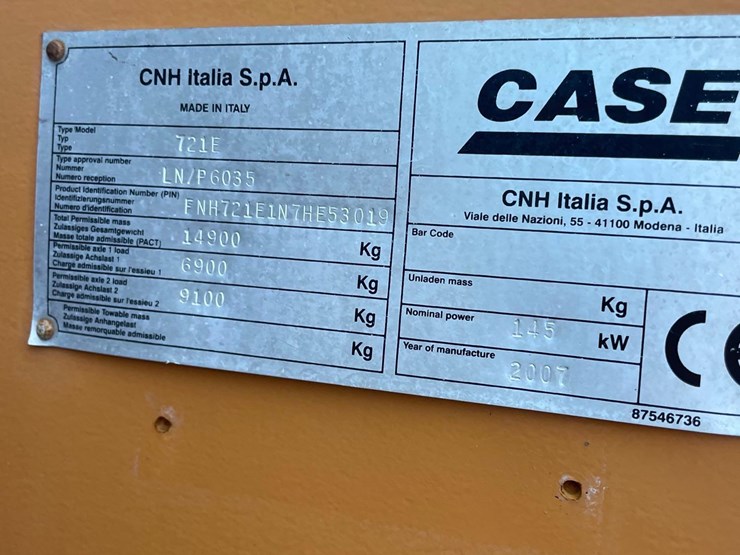 CNH Italia S.p.A.
MADE IN ITALY
Type Model
Typ
Type
721E
Type approval number
Nummer
Numero reception
LN/P6035
Product Identification Number (PIN)
Identifizierungsnummer
Numero d'identification
FNH721E1N7HE53019
Total Permissible mass
Zulassiges Gesamtgewicht
Masse totale admissible (PACT)
14900 Kg
Permissible axle 1 load
Zulassige Achslast 1
Charge admissible sur l'essieu 1
6900 Kg
Permissible axle 2 load
Zulassige Achslast 2
Charge admissible sur l'essieu 2
9100 Kg
Permissible Towable mass
Zulassige Anhangelast
Masse remorquable admissible
Kg
CASE
CNH Italia S.p.A.
Viale delle Nazioni, 55 - 41100 Modena - Italia
Bar Code
Unladen mass
Kg
Nominal power
145 kW
Year of manufacture
2007
CE
87546736